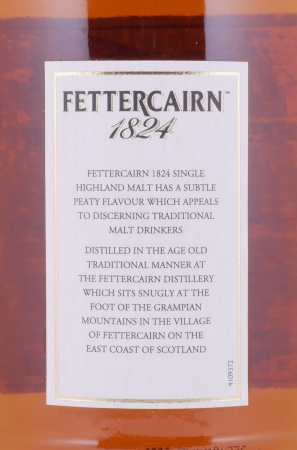 FETTERCAIRN™
1824
FETTERCAIRN 1824 SINGLE
HIGHLAND MALT HAS A SUBTLE
PEATY FLAVOUR WHICH APPEALS
TO DISCERNING TRADITIONAL
MALT DRINKERS
DISTILLED IN THE AGE OLD
TRADITIONAL MANNER AT
THE FETTERCAIRN DISTILLERY
WHICH SITS SNUGLY AT THE
FOOT OF THE GRAMPIAN
MOUNTAINS IN THE VILLAGE
OF FETTERCAIRN ON THE
EAST COAST OF SCOTLAND
4109372